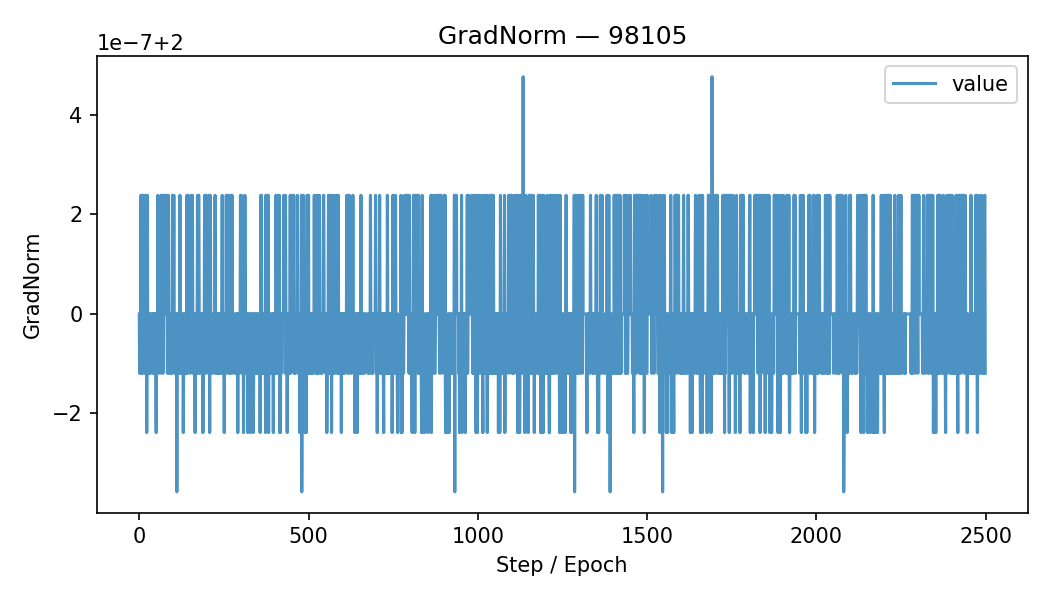 GradNorm — 98105
1e−7+2
value
4
2
0
−2
GradNorm
0
500
1000
1500
2000
2500
Step / Epoch